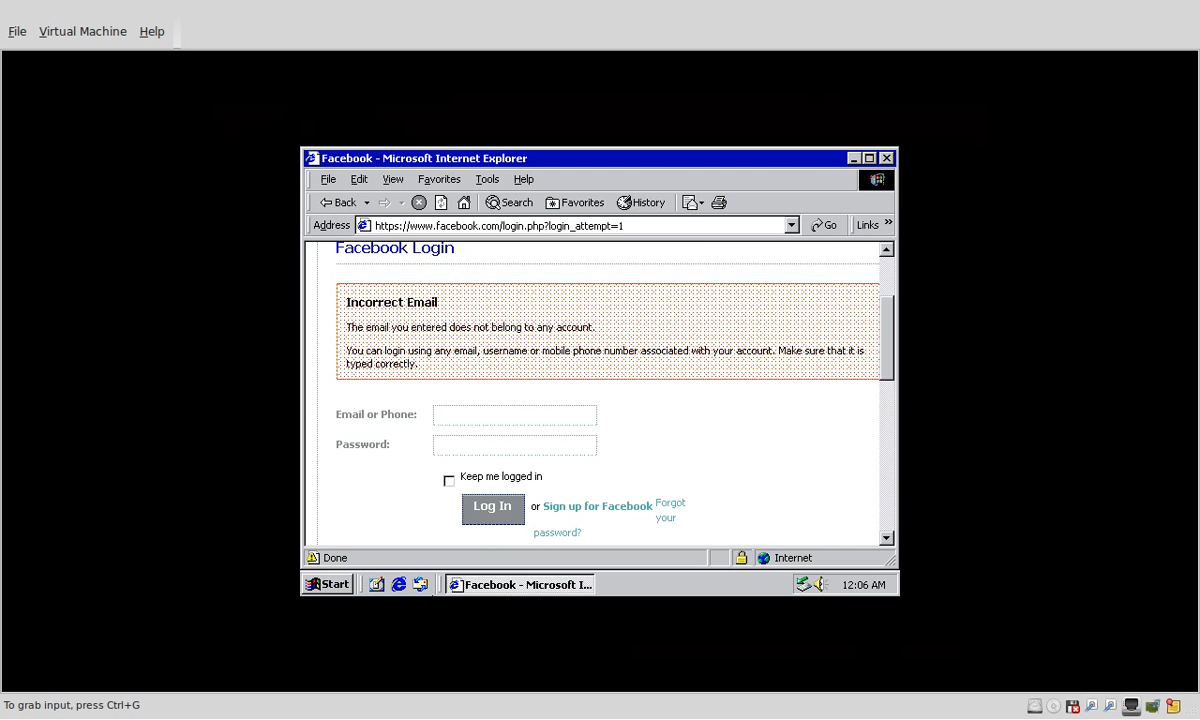 File Virtual Machine Help
Facebook - Microsoft Internet Explorer
File Edit View Favorites Tools Help
Back Search Favorites History
Address https://www.facebook.com/login.php?login_attempt=1 Go Links »
Facebook Login
Incorrect Email
The email you entered does not belong to any account.
You can login using any email, username or mobile phone number associated with your account. Make sure that it is
typed correctly.
Email or Phone:
Password:
Keep me logged in
Log In or Sign up for Facebook Forgot
your
password?
Done Internet
Start Facebook - Microsoft I... 12:06 AM
To grab input, press Ctrl+G